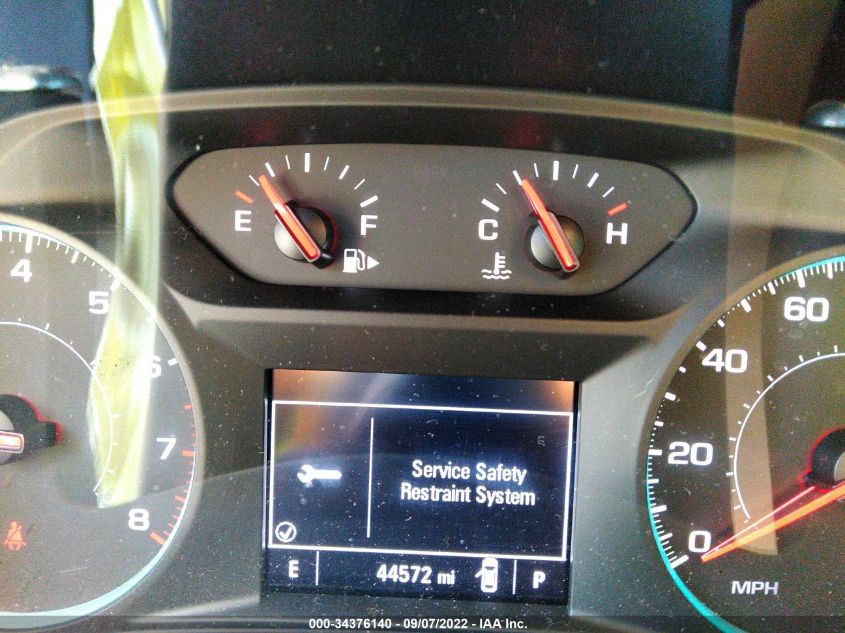 PARK
E
F
C
H
4
5
6
7
8
60
40
20
0
MPH
Service Safety
Restraint System
E
44572 mi
P
000-34376140 - 09/07/2022 - IAA Inc.